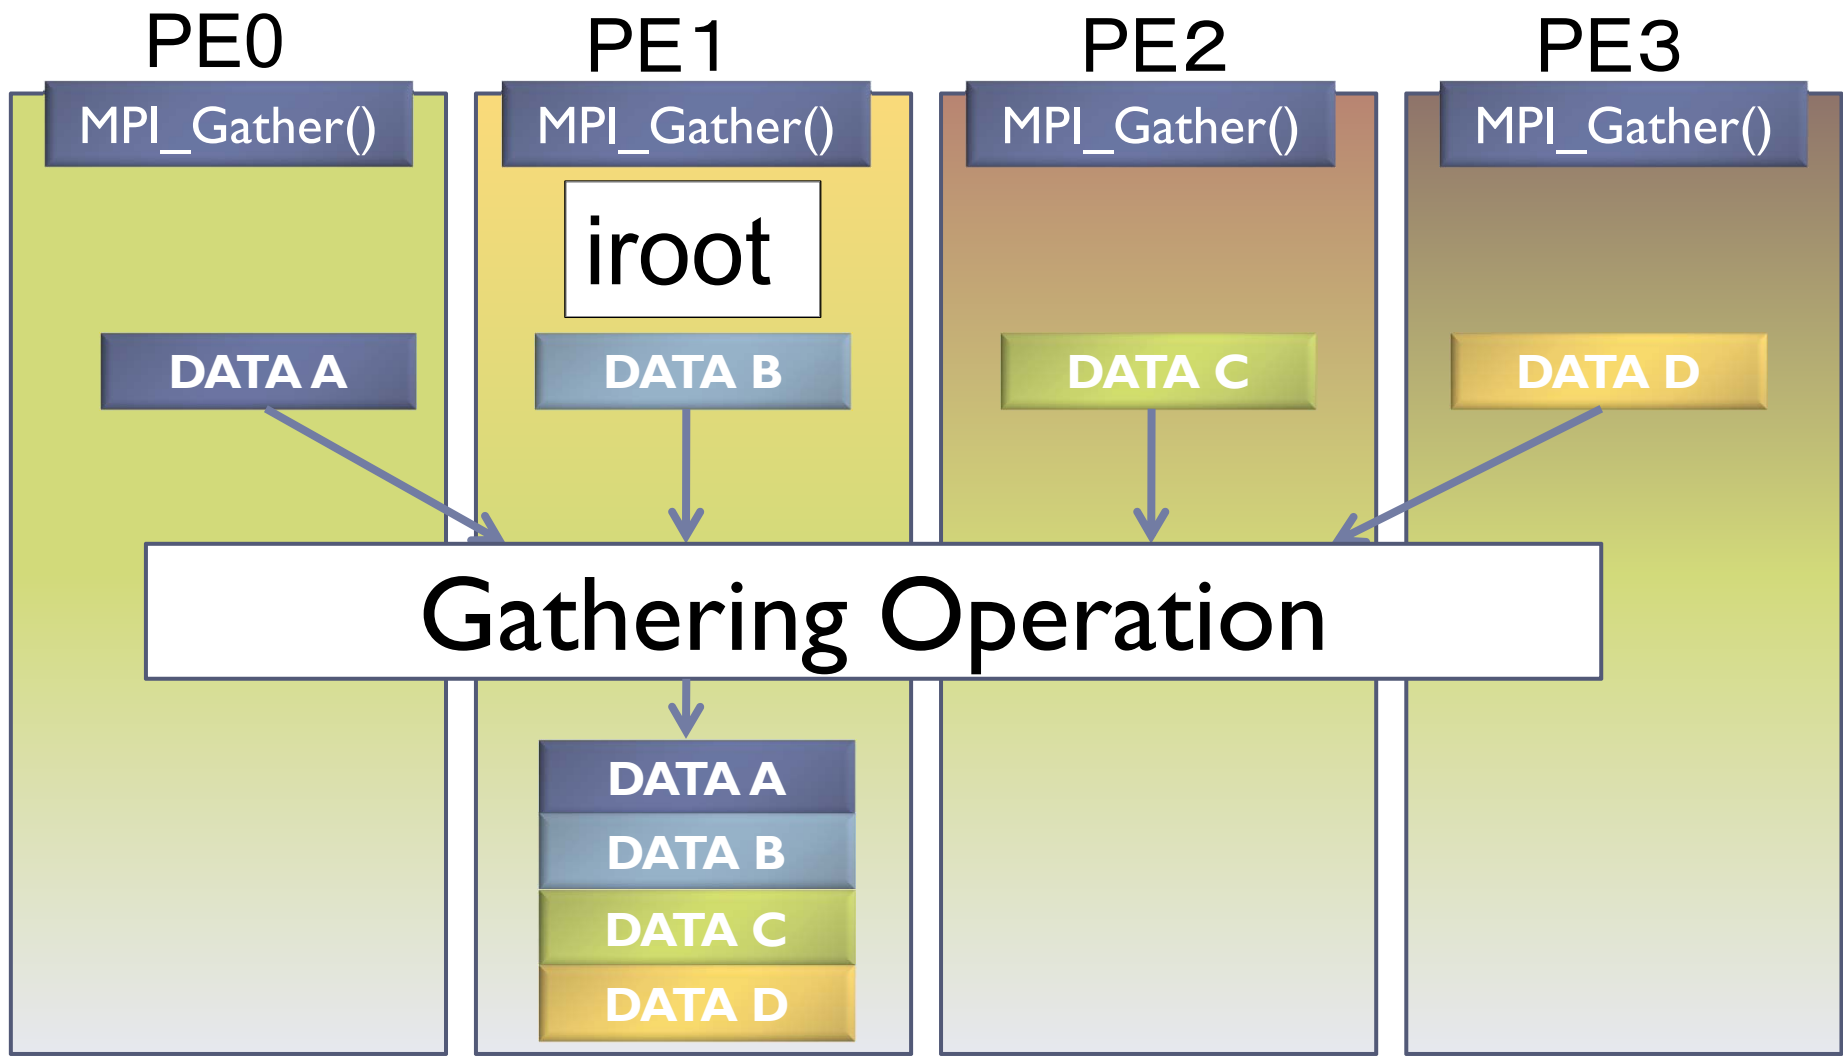 PE0
PE1
PE2
PE3
MPI_Gather()
MPI_Gather()
MPI_Gather()
MPI_Gather()
iroot
DATA A
DATA B
DATA C
DATA D
Gathering Operation
DATA A
DATA B
DATA C
DATA D